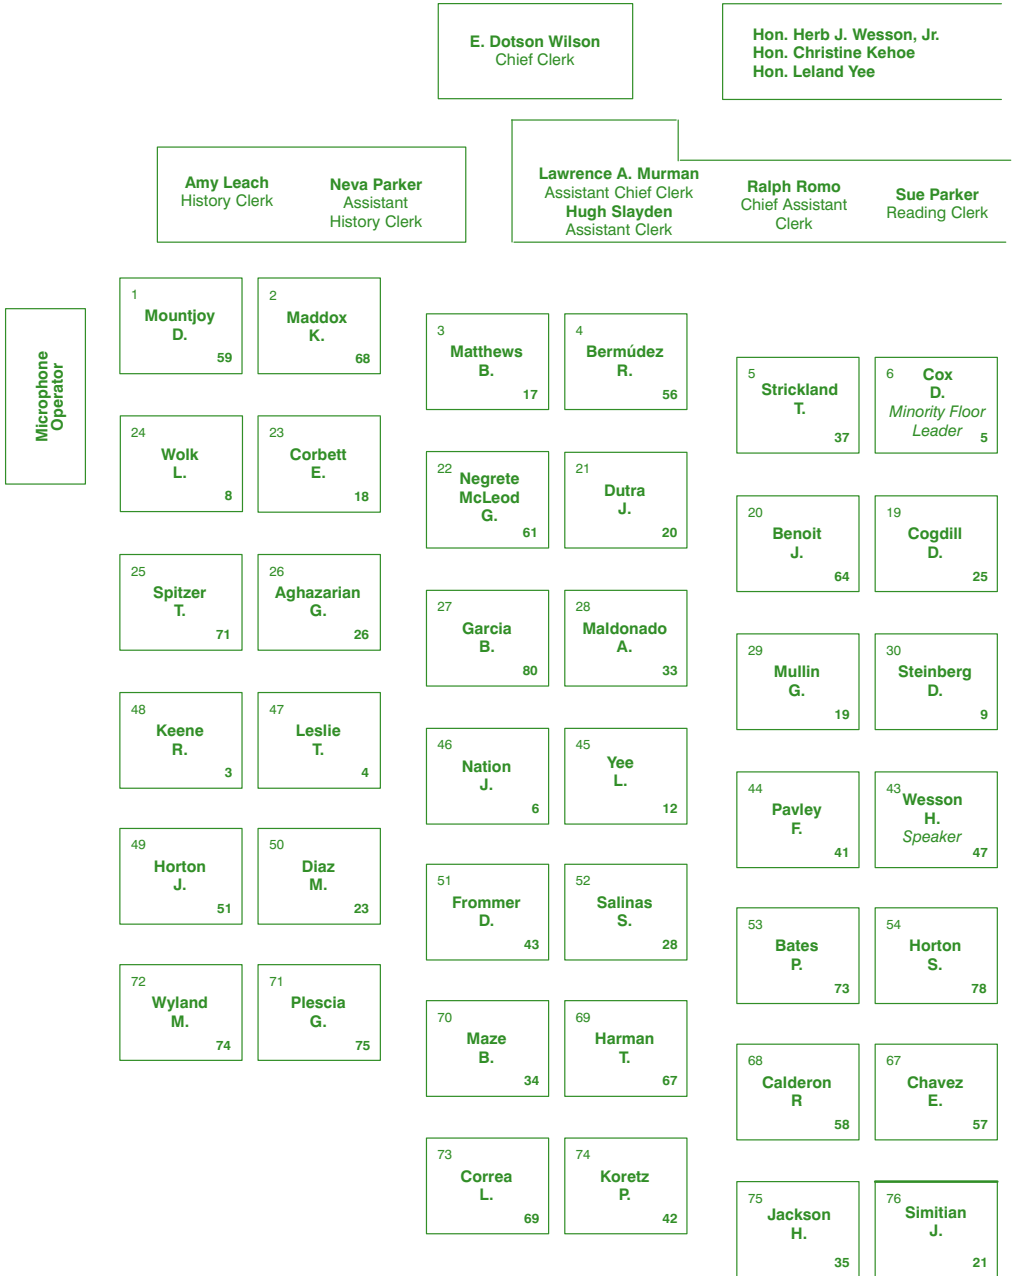 E. Dotson Wilson
Chief Clerk
Hon. Herb J. Wesson, Jr.
Hon. Christine Kehoe
Hon. Leland Yee
Amy Leach
History Clerk
Neva Parker
Assistant
History Clerk
Lawrence A. Murman
Assistant Chief Clerk
Hugh Slayden
Assistant Clerk
Ralph Romo
Chief Assistant
Clerk
Sue Parker
Reading Clerk
Microphone
Operator
1
Mountjoy
D.
59
2
Maddox
K.
68
3
Matthews
B.
17
4
Bermúdez
R.
56
5
Strickland
T.
37
6
Cox
D.
Minority Floor
Leader
5
24
Wolk
L.
8
23
Corbett
E.
18
22
Negrete
McLeod
G.
61
21
Dutra
J.
20
20
Benoit
J.
64
19
Cogdill
D.
25
25
Spitzer
T.
71
26
Aghazarian
G.
26
27
Garcia
B.
80
28
Maldonado
A.
33
29
Mullin
G.
19
30
Steinberg
D.
9
48
Keene
R.
3
47
Leslie
T.
4
46
Nation
J.
6
45
Yee
L.
12
44
Pavley
F.
41
43
Wesson
H.
Speaker
47
49
Horton
J.
51
50
Diaz
M.
23
51
Frommer
D.
43
52
Salinas
S.
28
53
Bates
P.
73
54
Horton
S.
78
72
Wyland
M.
74
71
Plescia
G.
75
70
Maze
B.
34
69
Harman
T.
67
68
Calderon
R
58
67
Chavez
E.
57
73
Correa
L.
69
74
Koretz
P.
42
75
Jackson
H.
35
76
Simitian
J.
21